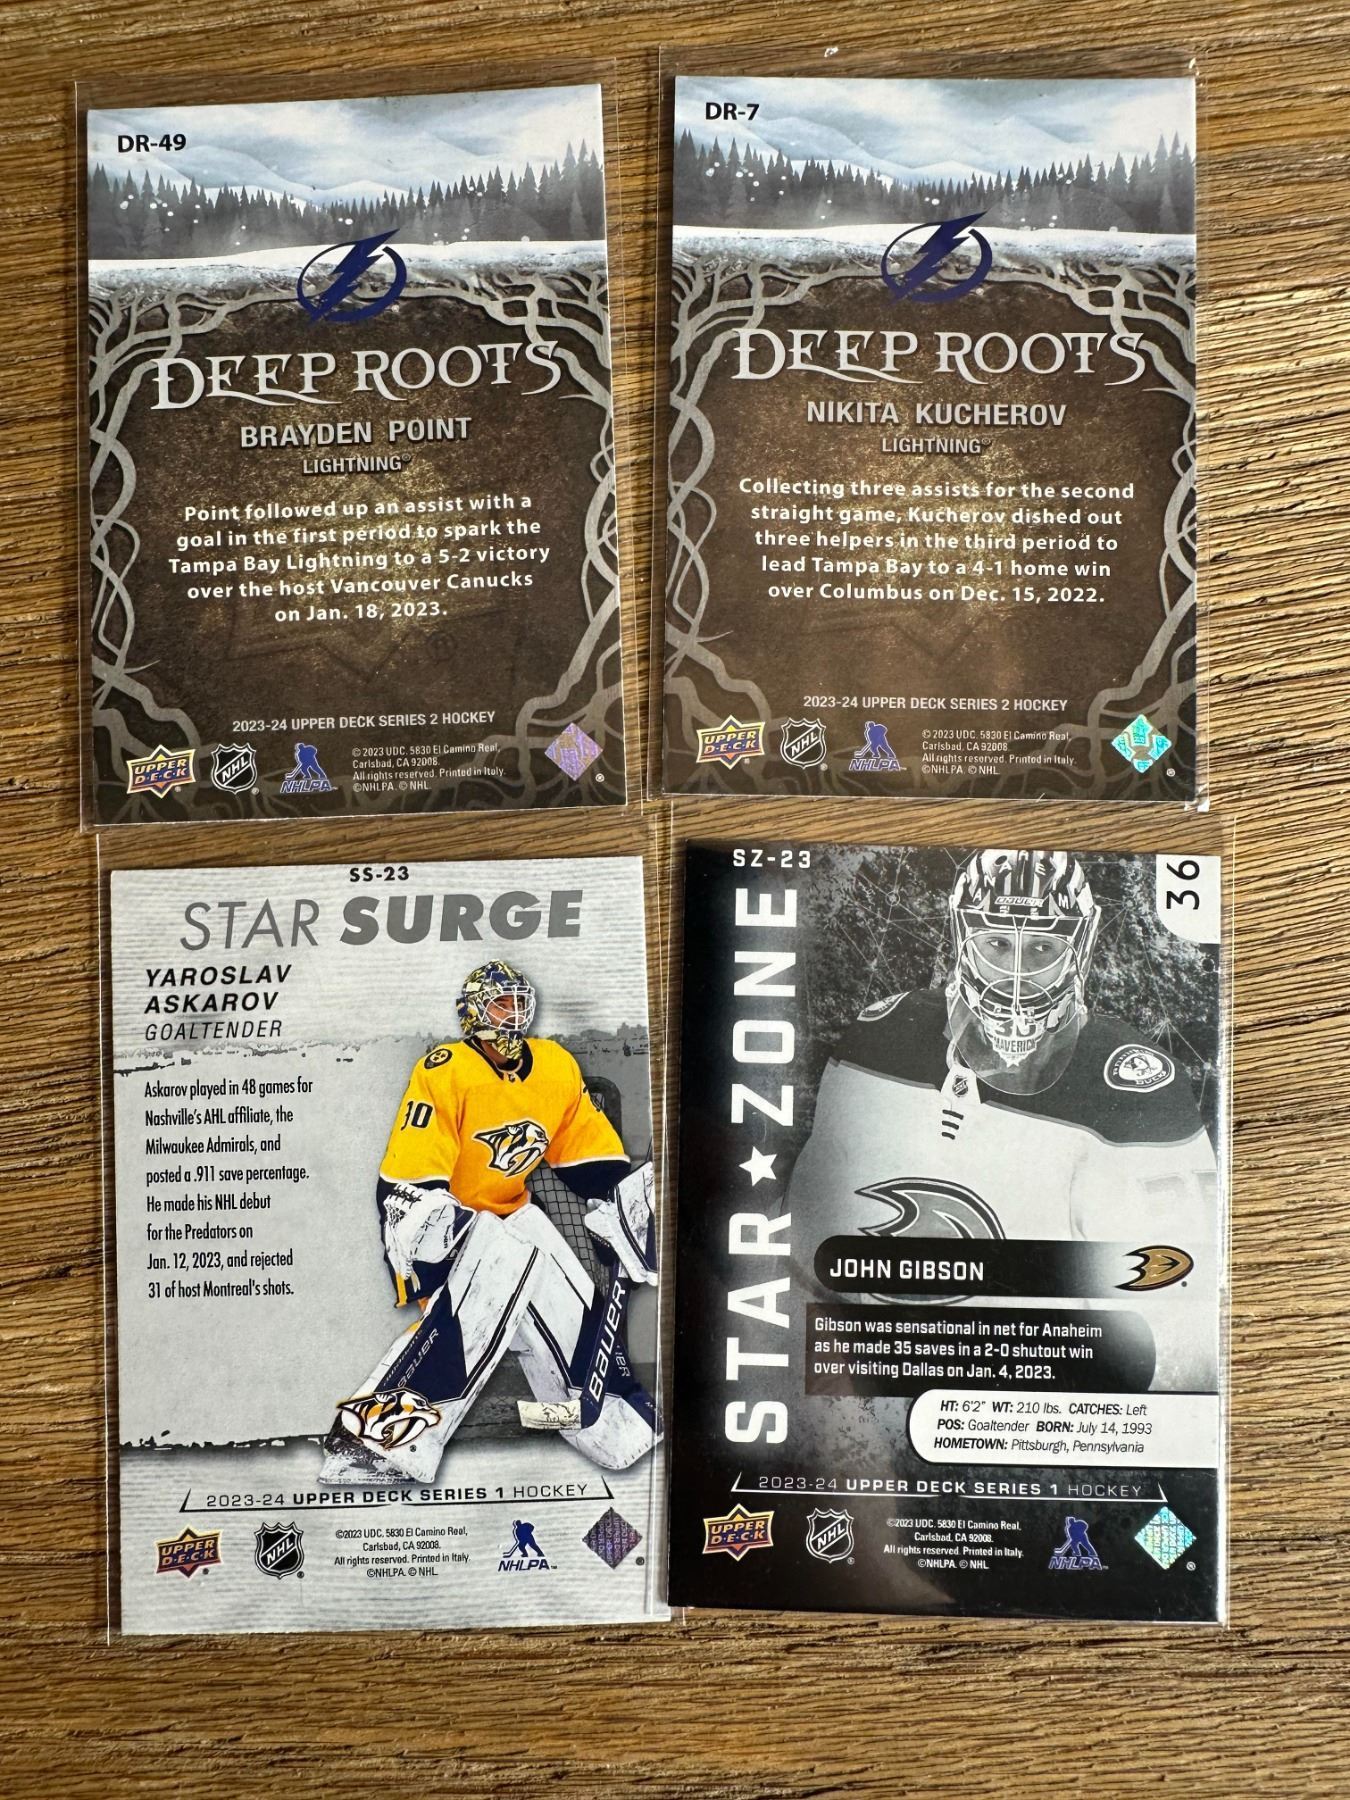 DR-49
DEEP ROOTS
BRAYDEN POINT
LIGHTNING®
Point followed up an assist with a
goal in the first period to spark the
Tampa Bay Lightning to a 5-2 victory
over the host Vancouver Canucks
on Jan. 18, 2023.
2023-24 UPPER DECK SERIES 2 HOCKEY
UPPER
D·E·C·K
NHL
NHLPA
©2023 UDC. 5830 El Camino Real,
Carlsbad, CA 92008.
All rights reserved. Printed in Italy.
©NHLPA. © NHL.
DR-7
DEEP ROOTS
NIKITA KUCHEROV
LIGHTNING®
Collecting three assists for the second
straight game, Kucherov dished out
three helpers in the third period to
lead Tampa Bay to a 4-1 home win
over Columbus on Dec. 15, 2022.
2023-24 UPPER DECK SERIES 2 HOCKEY
UPPER
D·E·C·K
NHL
NHLPA
©2023 UDC. 5830 El Camino Real,
Carlsbad, CA 92008.
All rights reserved. Printed in Italy.
©NHLPA. © NHL.
SS-23
STAR SURGE
YAROSLAV
ASKAROV
GOALTENDER
Askarov played in 48 games for
Nashville's AHL affiliate, the
Milwaukee Admirals, and
posted a .911 save percentage.
He made his NHL debut
for the Predators on
Jan. 12, 2023, and rejected
31 of host Montreal's shots.
30
BAUER
BAUER
2023-24 UPPER DECK SERIES 1 HOCKEY
UPPER
D·E·C·K
NHL
©2023 UDC. 5830 El Camino Real,
Carlsbad, CA 92008.
All rights reserved. Printed in Italy.
©NHLPA. © NHL.
NHLPA
SZ-23
36
STAR ★ ZONE
BAUER
MAVERICK
DUCKS
JOHN GIBSON
Gibson was sensational in net for Anaheim
as he made 35 saves in a 2-0 shutout win
over visiting Dallas on Jan. 4, 2023.
HT: 6'2" WT: 210 lbs. CATCHES: Left
POS: Goaltender BORN: July 14, 1993
HOMETOWN: Pittsburgh, Pennsylvania
2023-24 UPPER DECK SERIES 1 HOCKEY
UPPER
D·E·C·K
NHL
©2023 UDC. 5830 El Camino Real,
Carlsbad, CA 92008.
All rights reserved. Printed in Italy.
©NHLPA. © NHL.
NHLPA